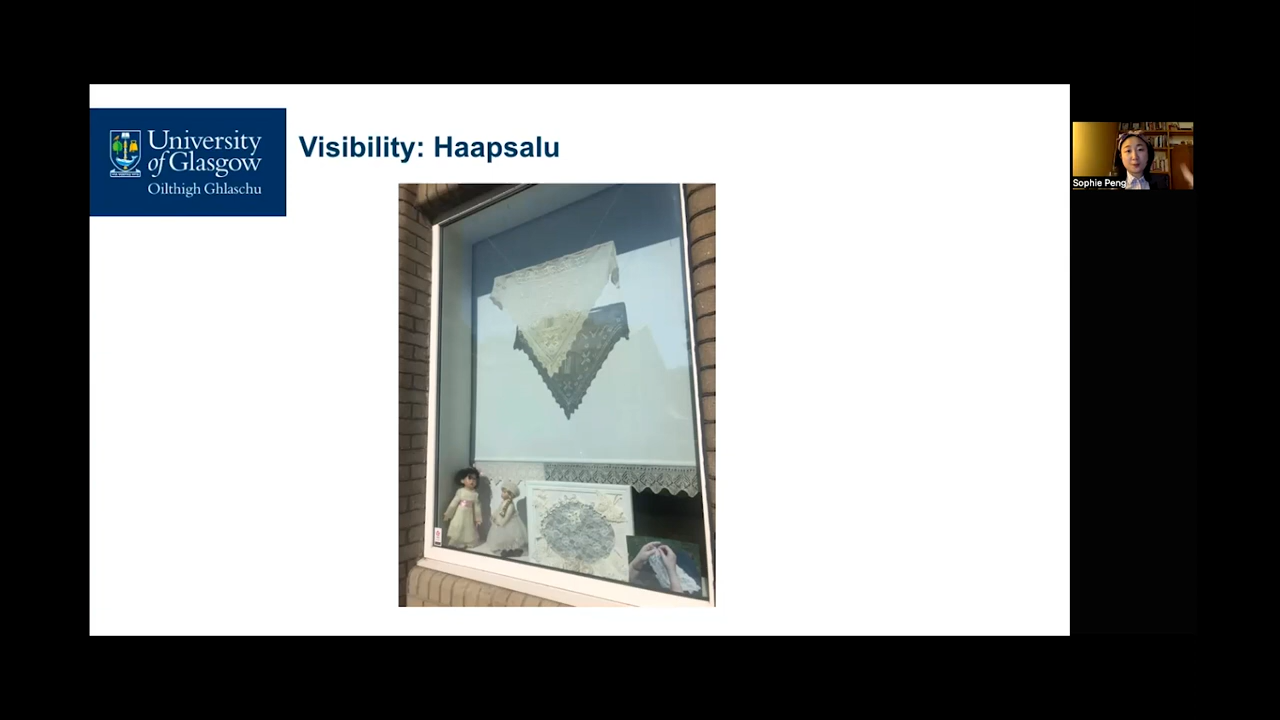 University
of Glasgow
Oilthigh Ghlaschu
Visibility: Haapsalu
Sophie Peng